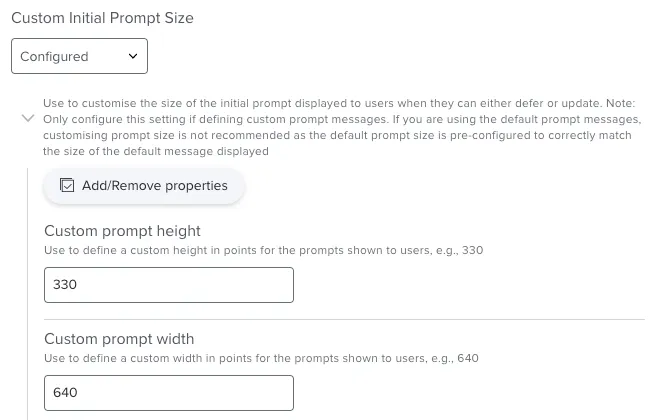 Custom Initial Prompt Size
Configured
Use to customise the size of the initial prompt displayed to users when they can either defer or update. Note:
Only configure this setting if defining custom prompt messages. If you are using the default prompt messages,
customising prompt size is not recommended as the default prompt size is pre-configured to correctly match
the size of the default message displayed
Add/Remove properties
Custom prompt height
Use to define a custom height in points for the prompts shown to users, e.g., 330
330
Custom prompt width
Use to define a custom width in points for the prompts shown to users, e.g., 640
640